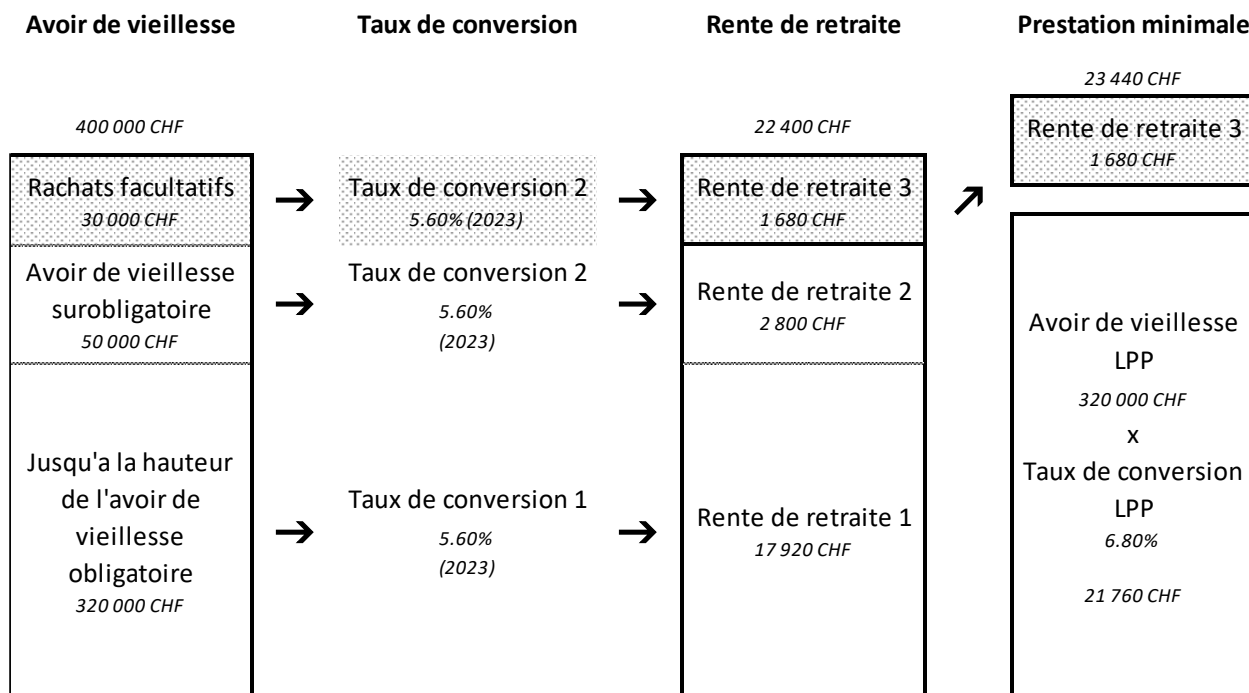 Avoir de vieillesse
Taux de conversion
Rente de retraite
Prestation minimale
400 000 CHF
Rachats facultatifs
30 000 CHF
Avoir de vieillesse
surobligatoire
50 000 CHF
Jusqu'a la hauteur
de l'avoir de
vieillesse
obligatoire
320 000 CHF
→
Taux de conversion 2
5.60% (2023)
→
→
Taux de conversion 2
5.60%
(2023)
→
→
Taux de conversion 1
5.60%
(2023)
→
22 400 CHF
Rente de retraite 3
1 680 CHF
Rente de retraite 2
2 800 CHF
Rente de retraite 1
17 920 CHF
↗
23 440 CHF
Rente de retraite 3
1 680 CHF
Avoir de vieillesse
LPP
320 000 CHF
x
Taux de conversion
LPP
6.80%
21 760 CHF